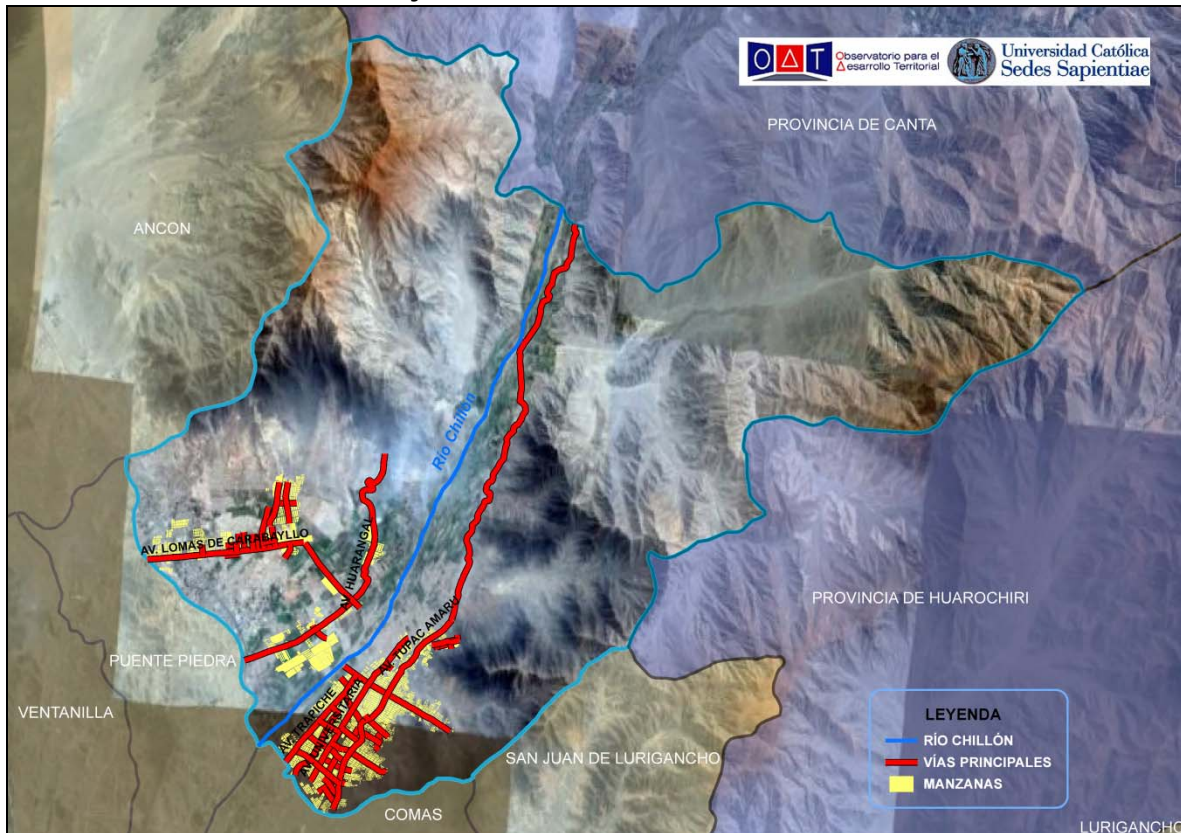 OAT Observatorio para el
Desarrollo Territorial
Universidad Católica
Sedes Sapientiae
PROVINCIA DE CANTA
ANCON
Río Chillón
AV. LOMAS DE CARABAYLLO
AV. HUARANGAL
PROVINCIA DE HUAROCHIRI
AV. TUPAC AMARU
PUENTE PIEDRA
AV. TRAPICHE
AV. UNIVERSITARIA
VENTANILLA
SAN JUAN DE LURIGANCHO
COMAS
LEYENDA
RÍO CHILLÓN
VÍAS PRINCIPALES
MANZANAS
LURIGANCHO